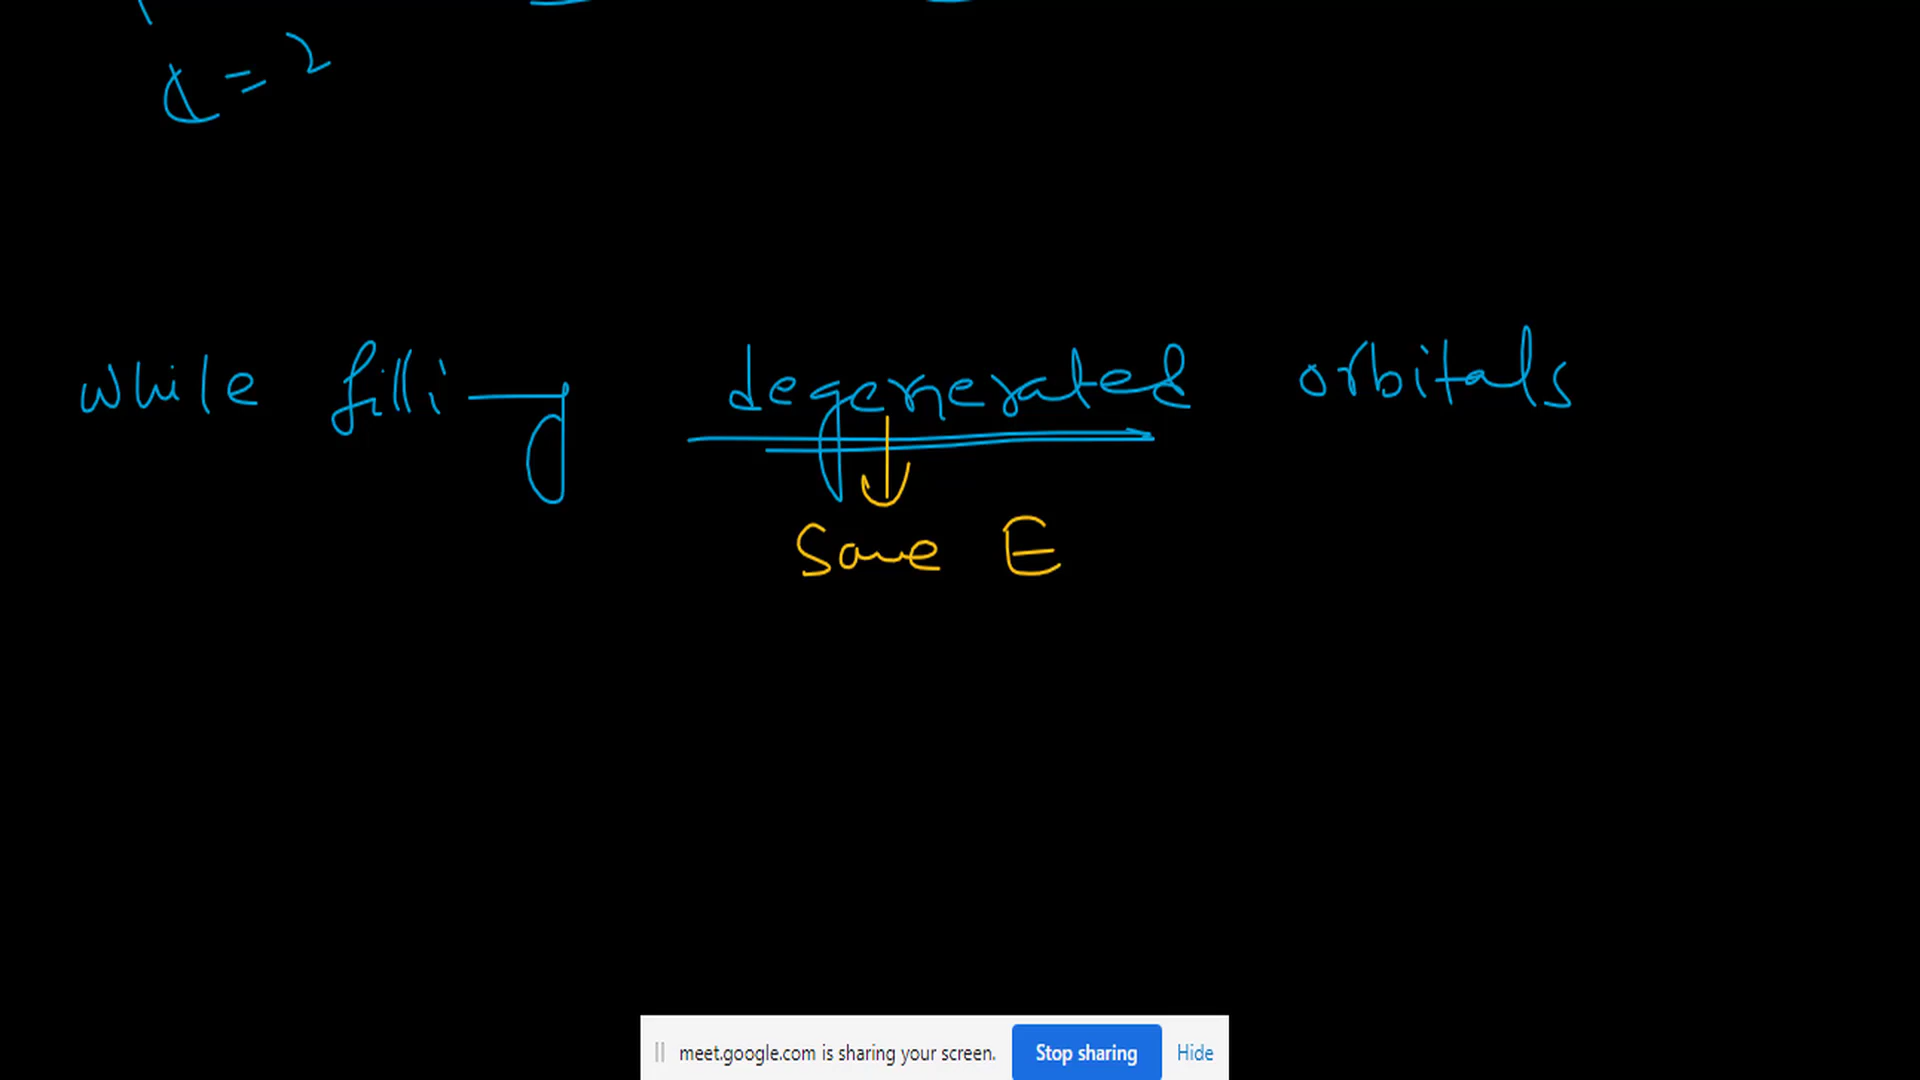 l = 2
while filling degenerated orbitals
Same E
meet.google.com is sharing your screen. Stop sharing Hide